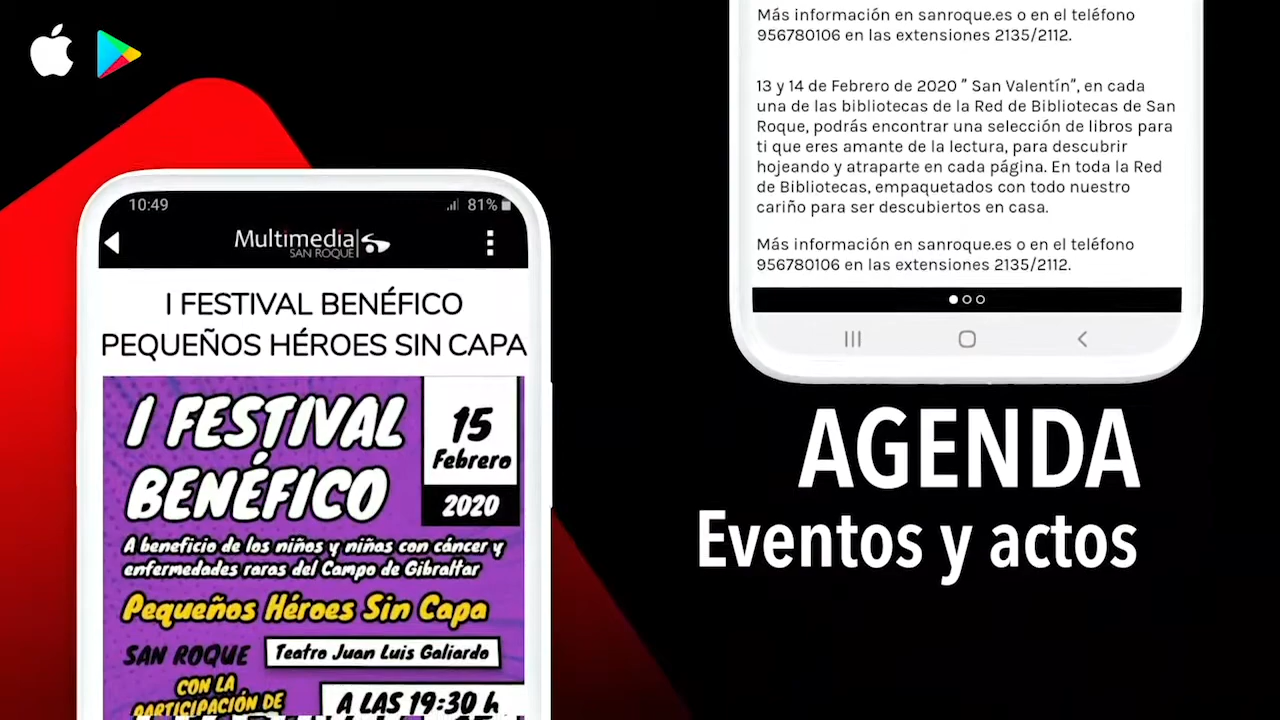 10:49
81%
Multimedia
SAN ROQUE
I FESTIVAL BENÉFICO
PEQUEÑOS HÉROES SIN CAPA
I FESTIVAL
BENÉFICO
15
Febrero
2020
A beneficio de los niños y niñas con cáncer y
enfermedades raras del Campo de Gibraltar
Pequeños Héroes Sin Capa
SAN ROQUE
Teatro Juan Luis Galiardo
CON LA
PARTICIPACIÓN DE
A LAS 19:30 h
Más información en sanroque.es o en el teléfono
956780106 en las extensiones 2135/2112.
13 y 14 de Febrero de 2020 ” San Valentín”, en cada
una de las bibliotecas de la Red de Bibliotecas de San
Roque, podrás encontrar una selección de libros para
ti que eres amante de la lectura, para descubrir
hojeando y atraparte en cada página. En toda la Red
de Bibliotecas, empaquetados con todo nuestro
cariño para ser descubiertos en casa.
Más información en sanroque.es o en el teléfono
956780106 en las extensiones 2135/2112.
AGENDA
Eventos y actos